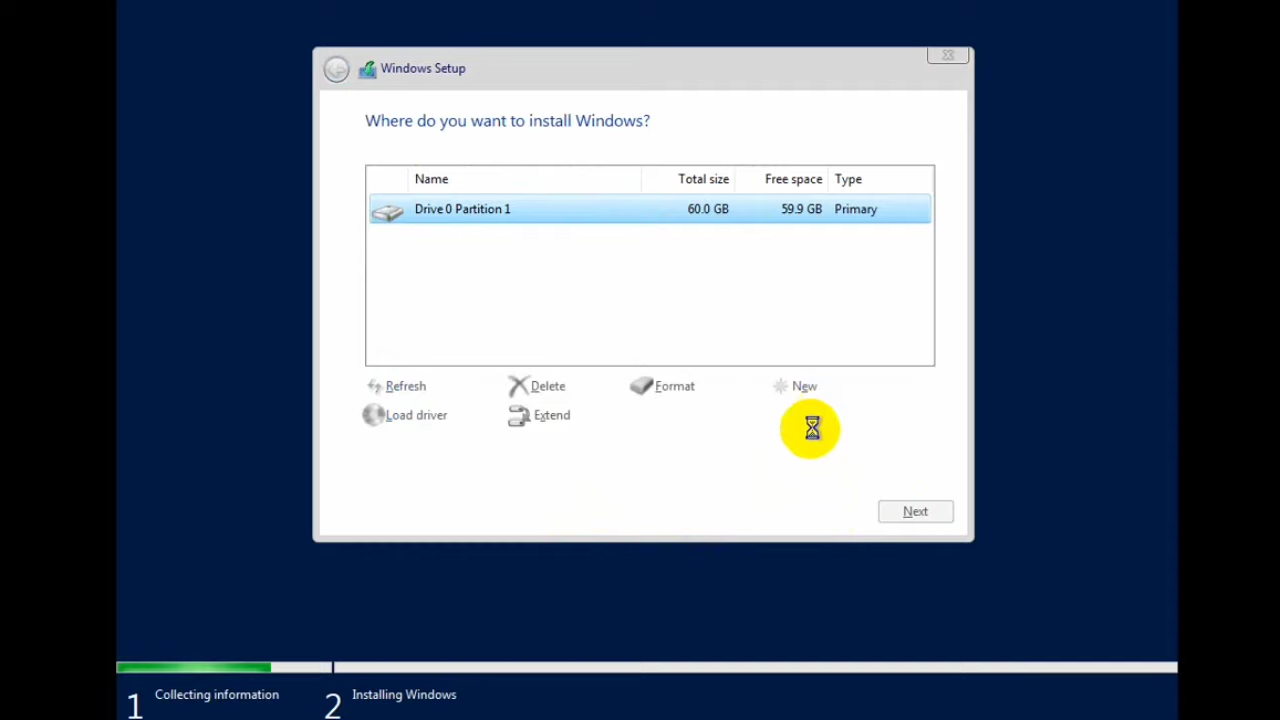 Windows Setup
Where do you want to install Windows?
Name Total size Free space Type
Drive 0 Partition 1 60.0 GB 59.9 GB Primary
Refresh Delete Format New
Load driver Extend
Next
1 Collecting information 2 Installing Windows